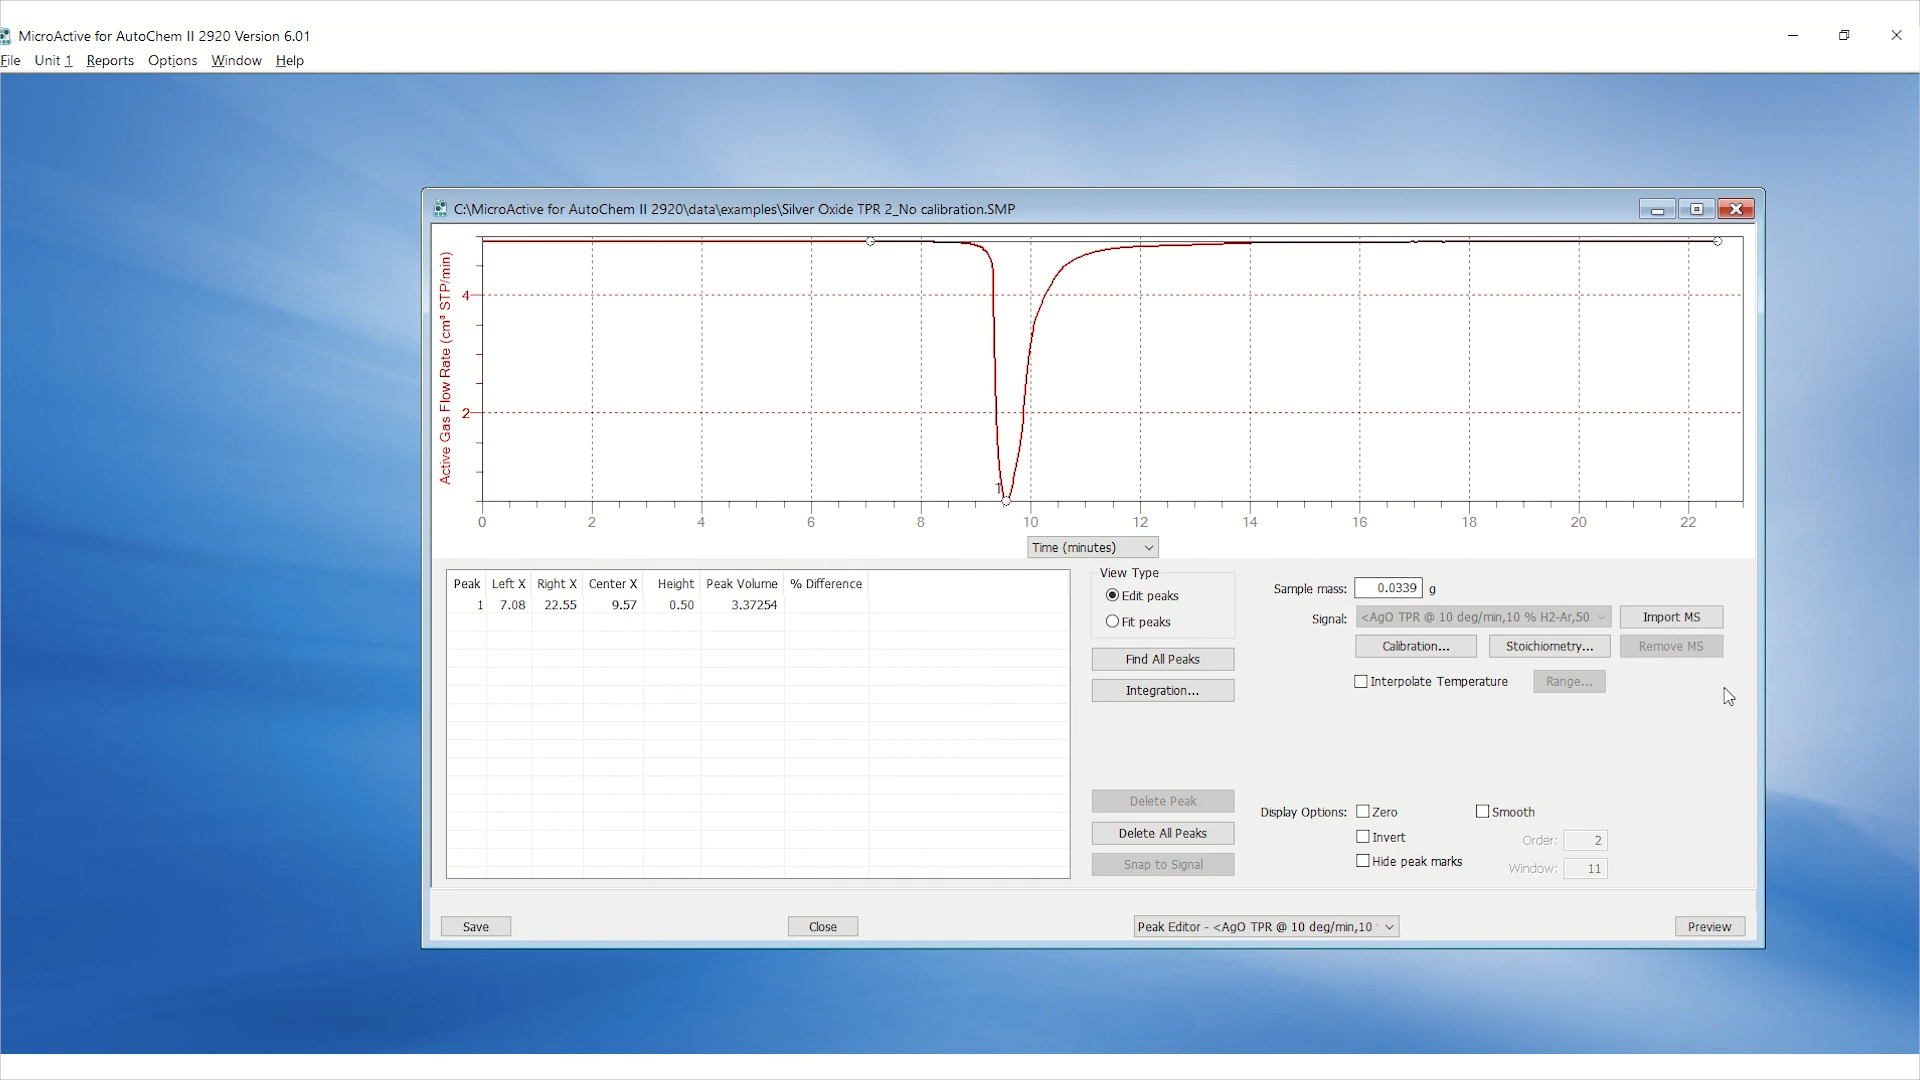 MicroActive for AutoChem II 2920 Version 6.01
File Unit 1 Reports Options Window Help
C:\MicroActive for AutoChem II 2920\data\examples\Silver Oxide TPR 2_No calibration.SMP
Active Gas Flow Rate (cm³ STP/min)
4
2
1
0 2 4 6 8 10 12 14 16 18 20 22
Time (minutes)
Peak Left X Right X Center X Height Peak Volume % Difference
1 7.08 22.55 9.57 0.50 3.37254
View Type
Edit peaks
Fit peaks
Find All Peaks
Integration...
Delete Peak
Delete All Peaks
Snap to Signal
Sample mass: 0.0339 g
Signal: <AgO TPR @ 10 deg/min,10 % H2-Ar,50 Import MS
Calibration... Stoichiometry... Remove MS
Interpolate Temperature Range...
Display Options: Zero Smooth
Invert Order: 2
Hide peak marks Window: 11
Save Close Peak Editor - <AgO TPR @ 10 deg/min,10 Preview